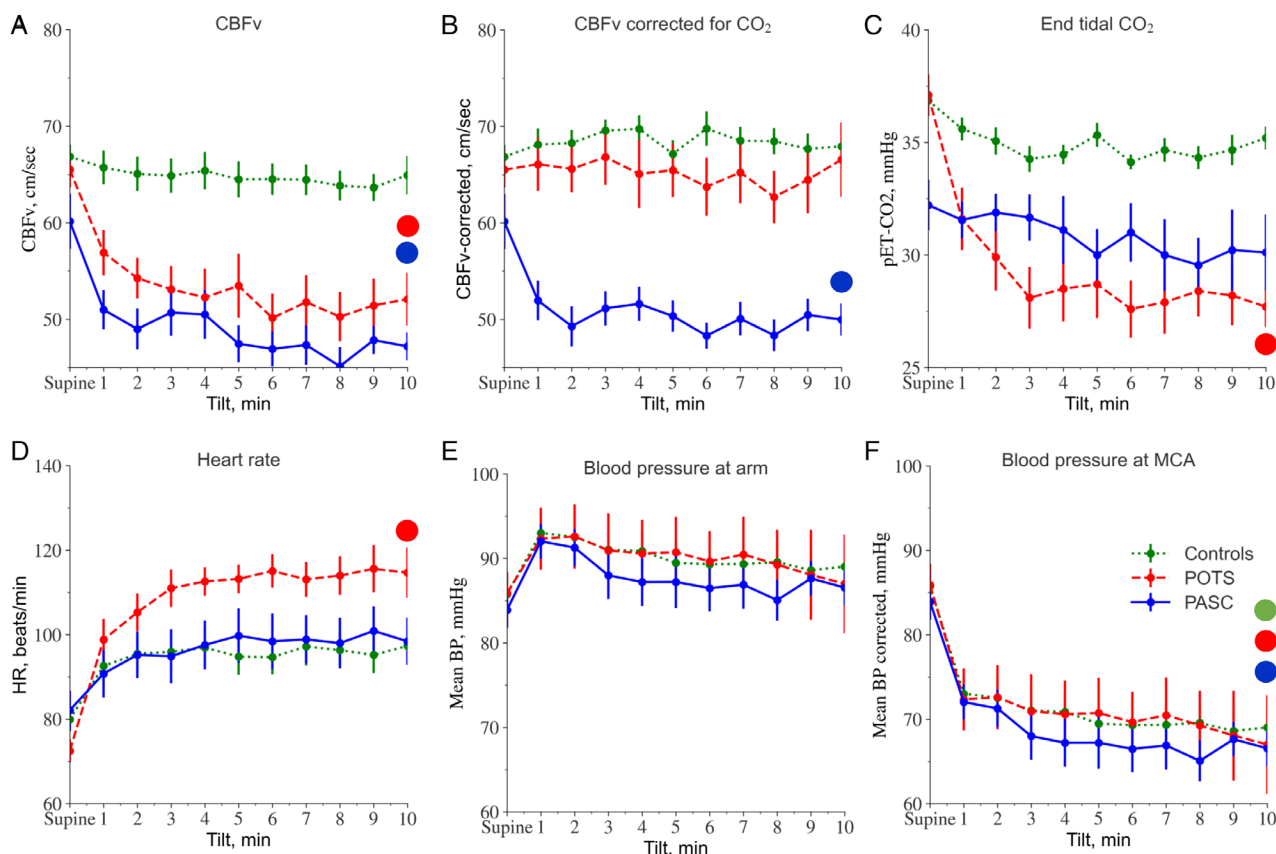 A CBFv
CBFv, cm/sec
80
70
60
50
Supine 1 2 3 4 5 6 7 8 9 10
Tilt, min
B CBFv corrected for CO₂
CBFv-corrected, cm/sec
80
70
60
50
Supine 1 2 3 4 5 6 7 8 9 10
Tilt, min
C End tidal CO₂
pET-CO2, mmHg
40
35
30
25
Supine 1 2 3 4 5 6 7 8 9 10
Tilt, min
D Heart rate
HR, beats/min
140
120
100
80
60
Supine 1 2 3 4 5 6 7 8 9 10
Tilt, min
E Blood pressure at arm
Mean BP, mmHg
100
90
80
70
60
Supine 1 2 3 4 5 6 7 8 9 10
Tilt, min
F Blood pressure at MCA
Mean BP corrected, mmHg
100
90
80
70
60
Controls
POTS
PASC
Supine 1 2 3 4 5 6 7 8 9 10
Tilt, min